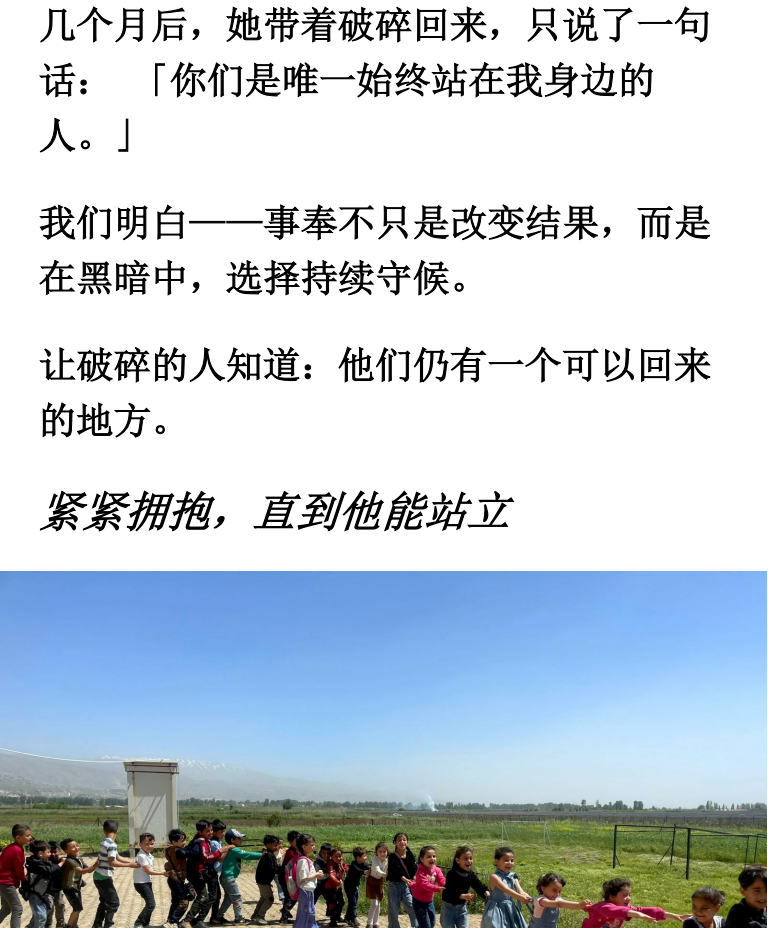 几个月后，她带着破碎回来，只说了一句
话： 「你们是唯一始终站在我身边的
人。」
我们明白——事奉不只是改变结果，而是
在黑暗中，选择持续守候。
让破碎的人知道：他们仍有一个可以回来
的地方。
紧紧拥抱，直到他能站立